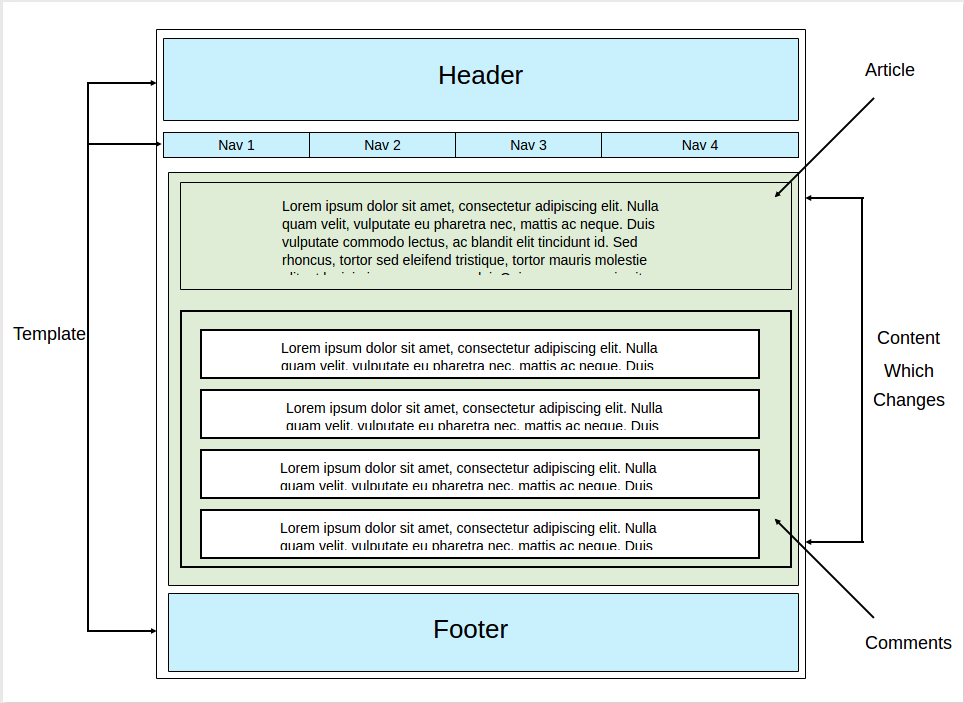 Header
Article
Nav 1 Nav 2 Nav 3 Nav 4
Lorem ipsum dolor sit amet, consectetur adipiscing elit. Nulla
quam velit, vulputate eu pharetra nec, mattis ac neque. Duis
vulputate commodo lectus, ac blandit elit tincidunt id. Sed
rhoncus, tortor sed eleifend tristique, tortor mauris molestie
Template
Content
Which
Changes
Lorem ipsum dolor sit amet, consectetur adipiscing elit. Nulla
quam velit, vulputate eu pharetra nec, mattis ac neque. Duis
Lorem ipsum dolor sit amet, consectetur adipiscing elit. Nulla
quam velit, vulputate eu pharetra nec, mattis ac neque. Duis
Lorem ipsum dolor sit amet, consectetur adipiscing elit. Nulla
quam velit, vulputate eu pharetra nec, mattis ac neque. Duis
Lorem ipsum dolor sit amet, consectetur adipiscing elit. Nulla
quam velit, vulputate eu pharetra nec, mattis ac neque. Duis
Footer
Comments